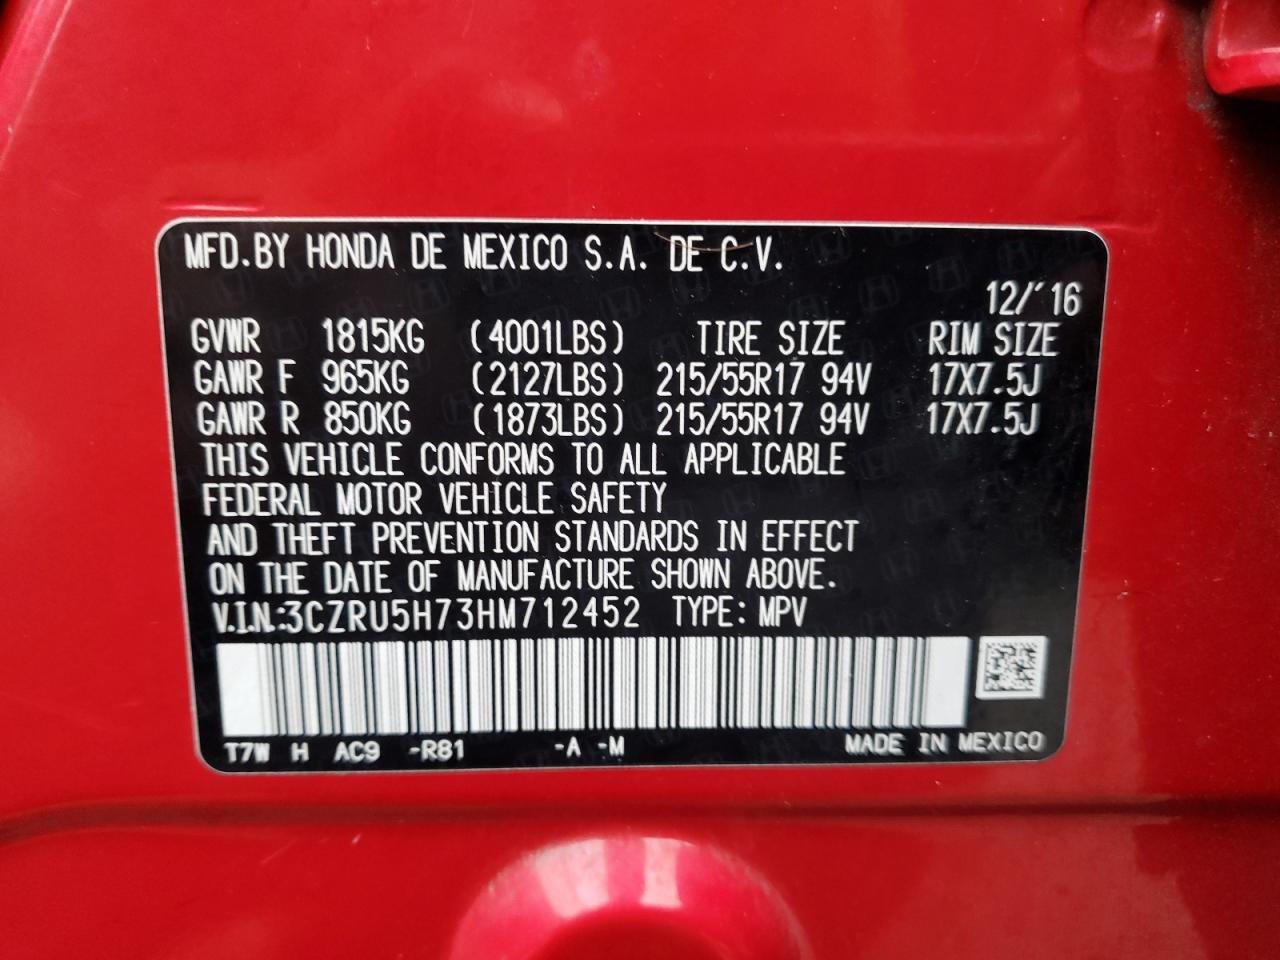 MFD.BY HONDA DE MEXICO S.A. DE C.V.
12/'16
GVWR 1815KG (4001LBS) TIRE SIZE RIM SIZE
GAWR F 965KG (2127LBS) 215/55R17 94V 17X7.5J
GAWR R 850KG (1873LBS) 215/55R17 94V 17X7.5J
THIS VEHICLE CONFORMS TO ALL APPLICABLE
FEDERAL MOTOR VEHICLE SAFETY
AND THEFT PREVENTION STANDARDS IN EFFECT
ON THE DATE OF MANUFACTURE SHOWN ABOVE.
V.I.N.:3CZRU5H73HM712452 TYPE: MPV
T7W H AC9 -R81 -A -M MADE IN MEXICO